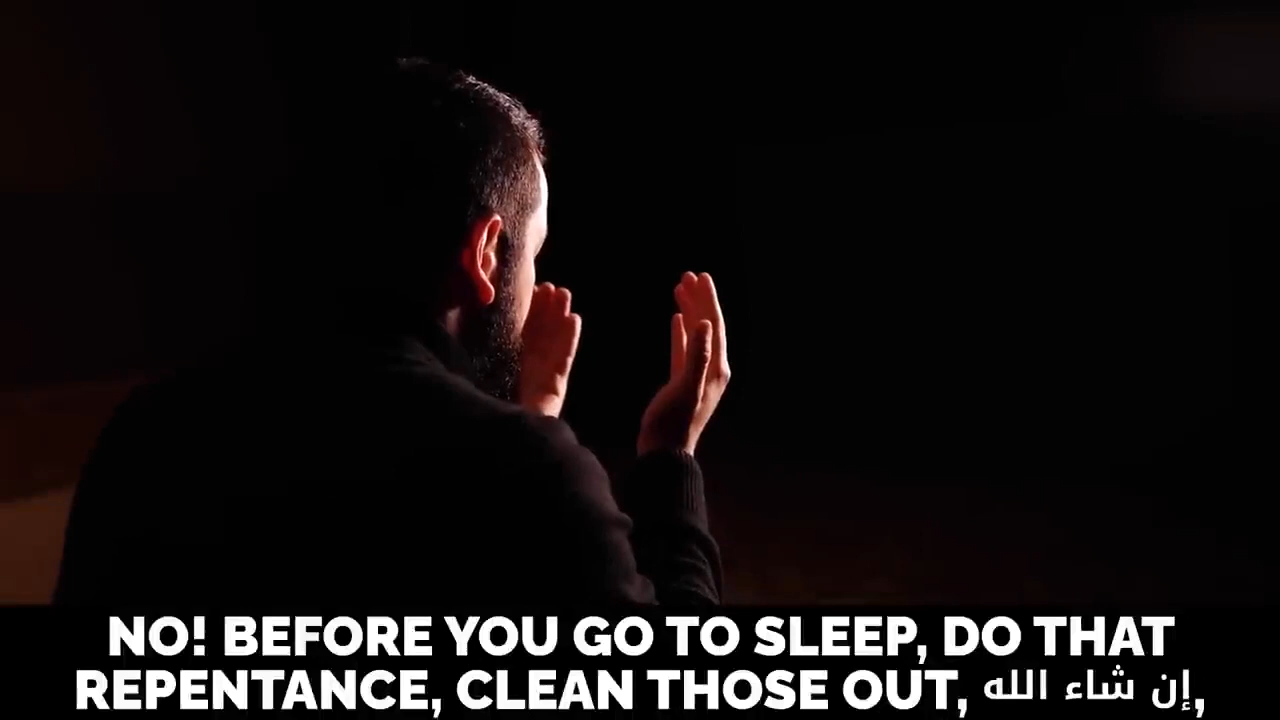 NO! BEFORE YOU GO TO SLEEP, DO THAT
REPENTANCE, CLEAN THOSE OUT, إن شاء الله,